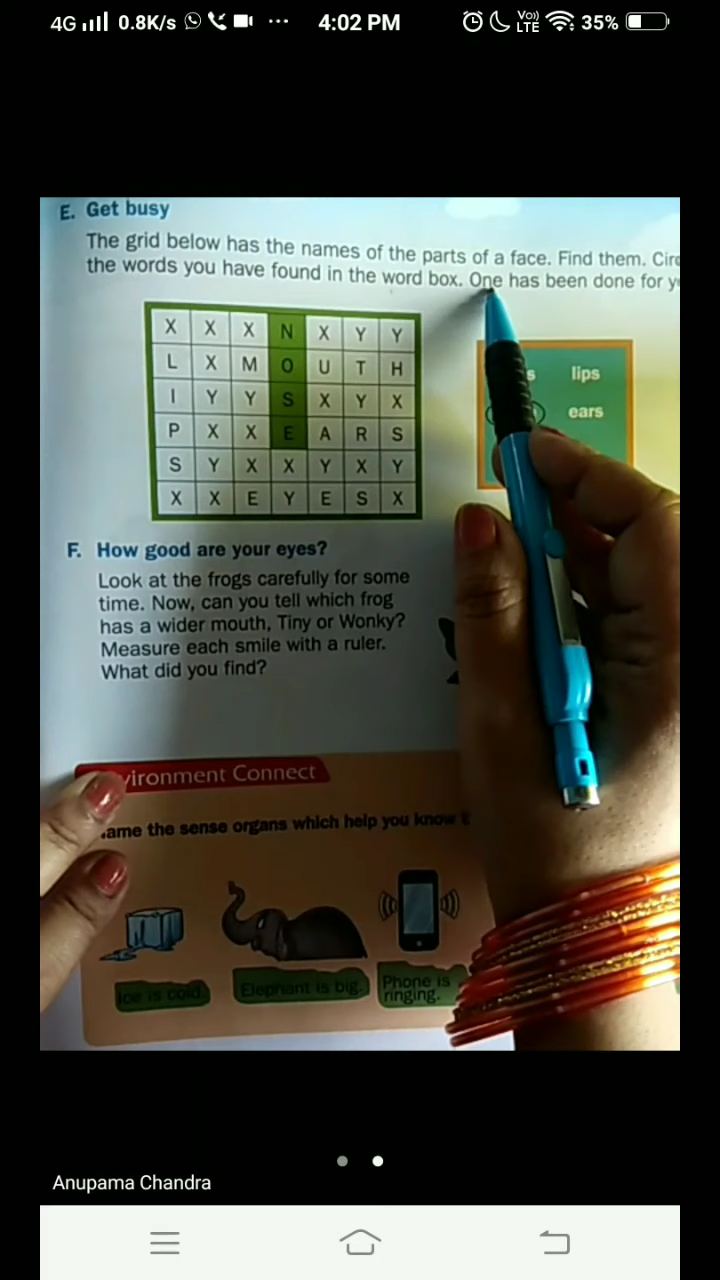 4G 0.8K/s ... 4:02 PM Vo) LTE 35%
E. Get busy
The grid below has the names of the parts of a face. Find them.
the words you have found in the word box. One has been done for
X X X N X Y Y
L X M O U T H
I Y Y S X Y X
P X X E A R S
S Y X X Y X Y
X X E Y E S X
lips
ears
F. How good are your eyes?
Look at the frogs carefully for some
time. Now, can you tell which frog
has a wider mouth, Tiny or Wonky?
Measure each smile with a ruler.
What did you find?
vironment Connect
ame the sense organs which help you know
Ice is cold.
Elephant is big.
Phone is
ringing.
Anupama Chandra